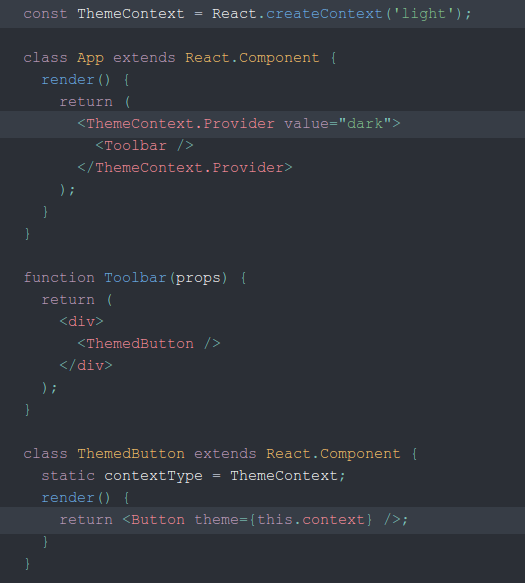 const ThemeContext = React.createContext('light');

class App extends React.Component {
  render() {
    return (
      <ThemeContext.Provider value="dark">
        <Toolbar />
      </ThemeContext.Provider>
    );
  }
}

function Toolbar(props) {
  return (
    <div>
      <ThemedButton />
    </div>
  );
}

class ThemedButton extends React.Component {
  static contextType = ThemeContext;
  render() {
    return <Button theme={this.context} />;
  }
}